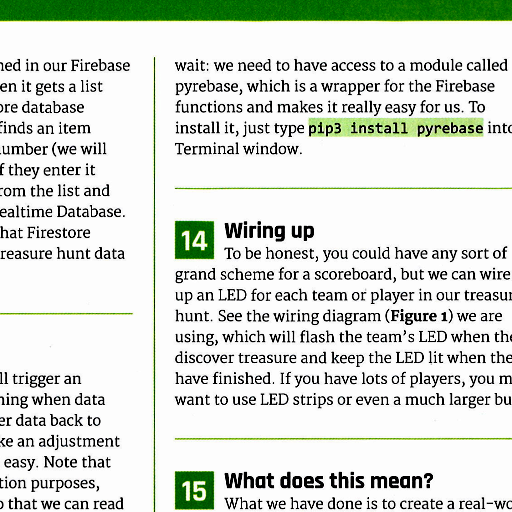 ned in our Firebase
en it gets a list
ore database
finds an item
umber (we will
f they enter it
rom the list and
ealtime Database.
hat Firestore
reasure hunt data
ll trigger an
ning when data
er data back to
ke an adjustment
easy. Note that
tion purposes,
o that we can read
wait: we need to have access to a module called
pyrebase, which is a wrapper for the Firebase
functions and makes it really easy for us. To
install it, just type pip3 install pyrebase into
Terminal window.
14 Wiring up
To be honest, you could have any sort of
grand scheme for a scoreboard, but we can wire
up an LED for each team or player in our treasur
hunt. See the wiring diagram (Figure 1) we are
using, which will flash the team's LED when the
discover treasure and keep the LED lit when the
have finished. If you have lots of players, you m
want to use LED strips or even a much larger bu
15 What does this mean?
What we have done is to create a real-wo